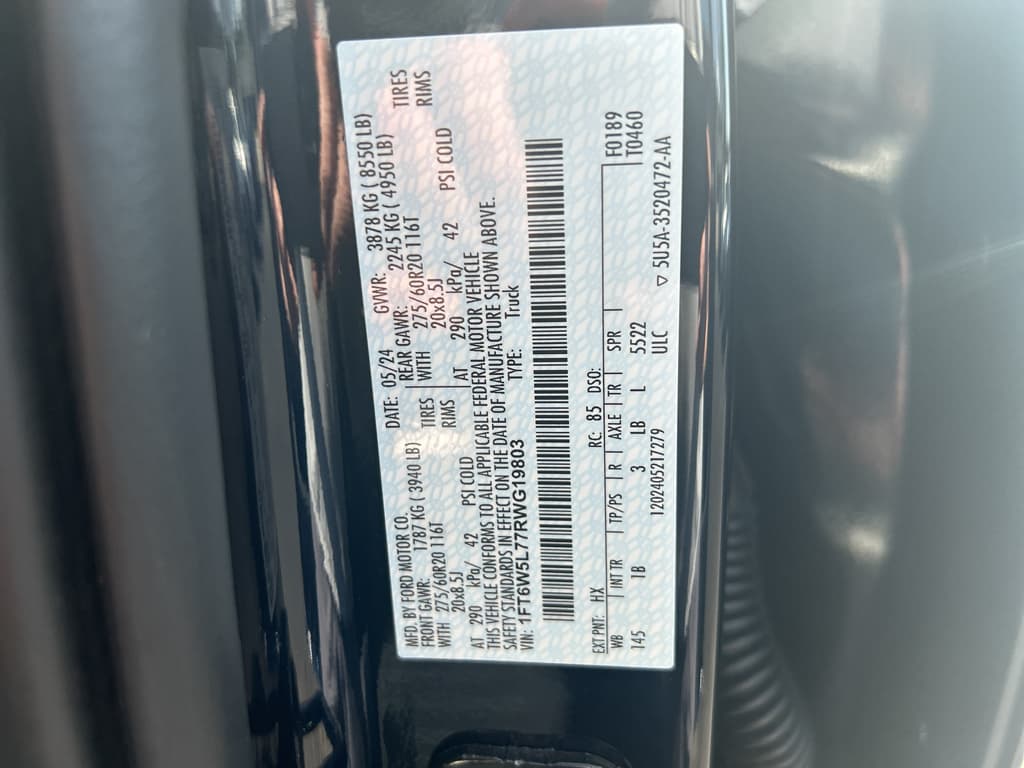 MFD. BY FORD MOTOR CO.
DATE: 05/24 GVWR: 3878 KG ( 8550 LB)
FRONT GAWR: 1787 KG ( 3940 LB) REAR GAWR: 2245 KG ( 4950 LB)
WITH 275/60R20 116T TIRES WITH 275/60R20 116T TIRES
20x8.5J RIMS 20x8.5J RIMS
AT 290 kPa/ 42 PSI COLD AT 290 kPa/ 42 PSI COLD
THIS VEHICLE CONFORMS TO ALL APPLICABLE FEDERAL MOTOR VEHICLE
SAFETY STANDARDS IN EFFECT ON THE DATE OF MANUFACTURE SHOWN ABOVE.
VIN: 1FT6W5L77RWG19803 TYPE: Truck
EXT PNT: HX RC: 85 DSO: F0189
WB INT TR TP/PS R AXLE TR SPR T0460
145 1B 3 LB L 5522
12024052172​79 ULC ▽ 5U5A-3520472-AA